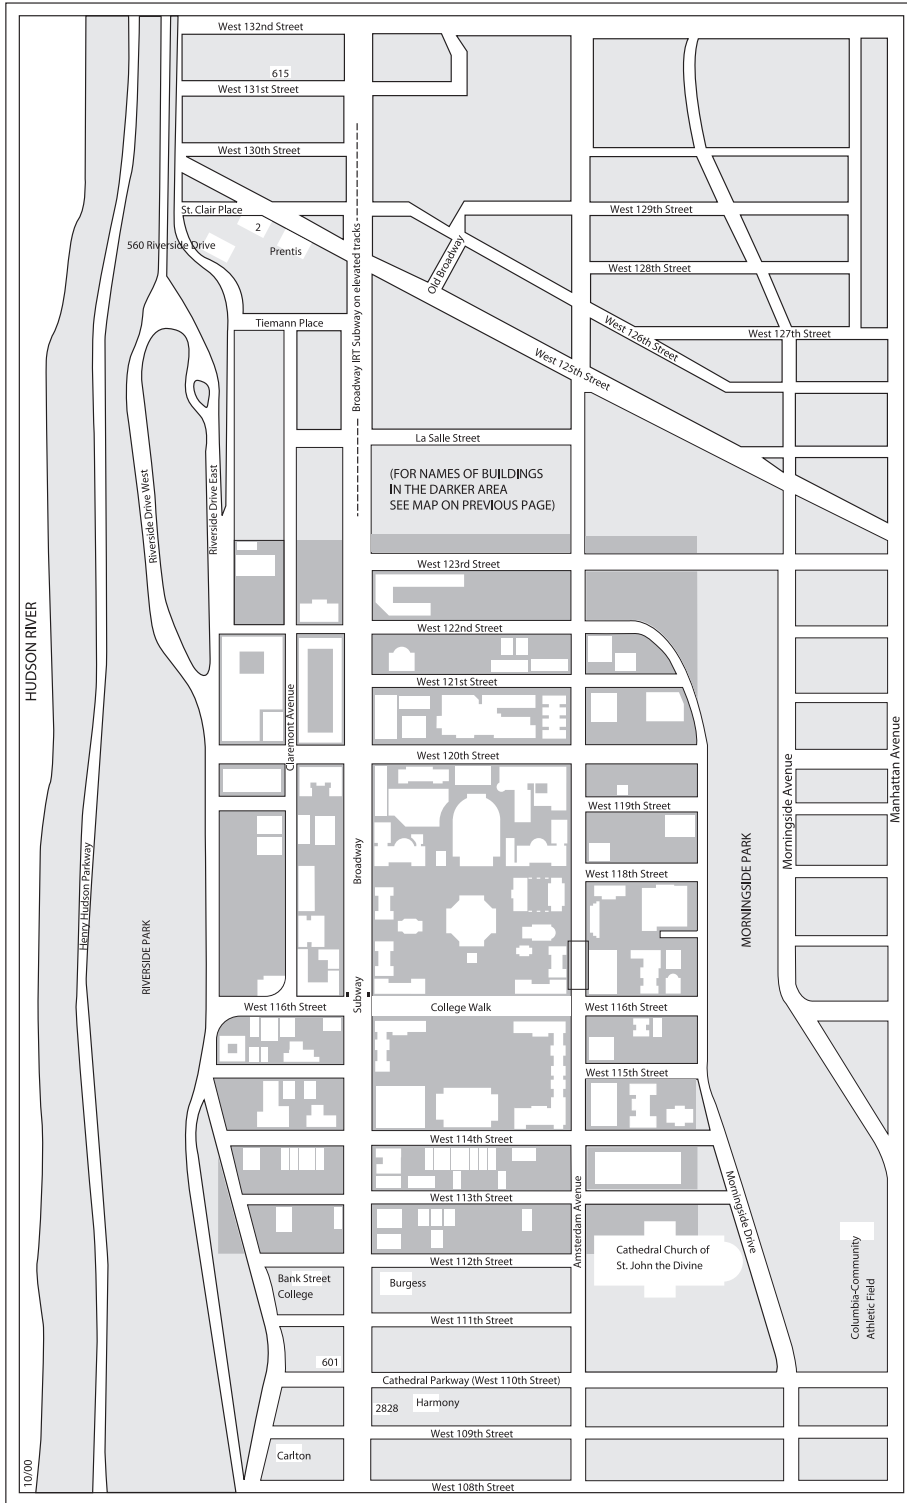 West 132nd Street
615
West 131st Street
West 130th Street
St. Clair Place
2
560 Riverside Drive
Prentis
West 129th Street
Old Broadway
West 128th Street
Tiemann Place
Broadway IRT Subway on elevated tracks
West 126th Street
West 127th Street
West 125th Street
La Salle Street
(FOR NAMES OF BUILDINGS
IN THE DARKER AREA
SEE MAP ON PREVIOUS PAGE)
Riverside Drive West
Riverside Drive East
West 123rd Street
HUDSON RIVER
West 122nd Street
West 121st Street
Claremont Avenue
West 120th Street
Morningside Avenue
Manhattan Avenue
West 119th Street
Broadway
West 118th Street
Henry Hudson Parkway
RIVERSIDE PARK
MORNINGSIDE PARK
Subway
West 116th Street
College Walk
West 116th Street
West 115th Street
West 114th Street
West 113th Street
Amsterdam Avenue
Morningside Drive
Cathedral Church of
St. John the Divine
West 112th Street
Bank Street
College
Burgess
Columbia-Community
Athletic Field
West 111th Street
601
Cathedral Parkway (West 110th Street)
2828
Harmony
West 109th Street
Carlton
10/00
West 108th Street